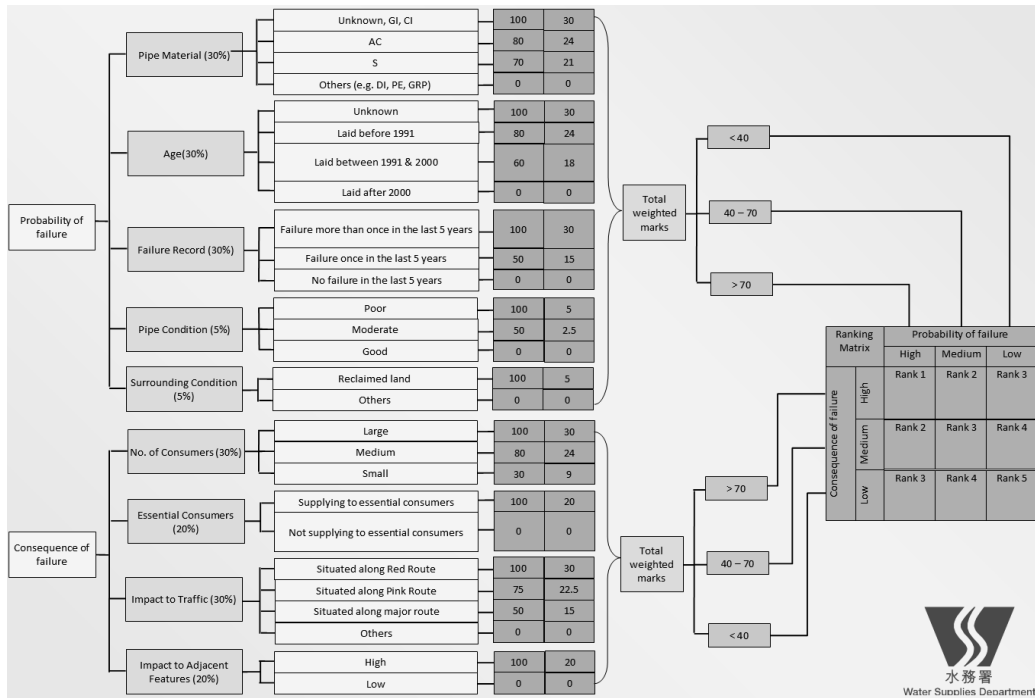 Probability of
failure
Pipe Material (30%)
Unknown, GI, CI
100
30
AC
80
24
S
70
21
Others (e.g. DI, PE, GRP)
0
0
Age(30%)
Unknown
100
30
Laid before 1991
80
24
Laid between 1991 & 2000
60
18
Laid after 2000
0
0
Failure Record (30%)
Failure more than once in the last 5 years
100
30
Failure once in the last 5 years
50
15
No failure in the last 5 years
0
0
Pipe Condition (5%)
Poor
100
5
Moderate
50
2.5
Good
0
0
Surrounding Condition
(5%)
Reclaimed land
100
5
Others
0
0
Total
weighted
marks
< 40
40 – 70
> 70
Consequence of
failure
No. of Consumers (30%)
Large
100
30
Medium
80
24
Small
30
9
Essential Consumers
(20%)
Supplying to essential consumers
100
20
Not supplying to essential consumers
0
0
Impact to Traffic (30%)
Situated along Red Route
100
30
Situated along Pink Route
75
22.5
Situated along major route
50
15
Others
0
0
Impact to Adjacent
Features (20%)
High
100
20
Low
0
0
Total
weighted
marks
> 70
40 – 70
< 40
Ranking
Matrix
Probability of failure
High
Medium
Low
Consequence of failure
High
Rank 1
Rank 2
Rank 3
Medium
Rank 2
Rank 3
Rank 4
Low
Rank 3
Rank 4
Rank 5
水務署
Water Supplies Department